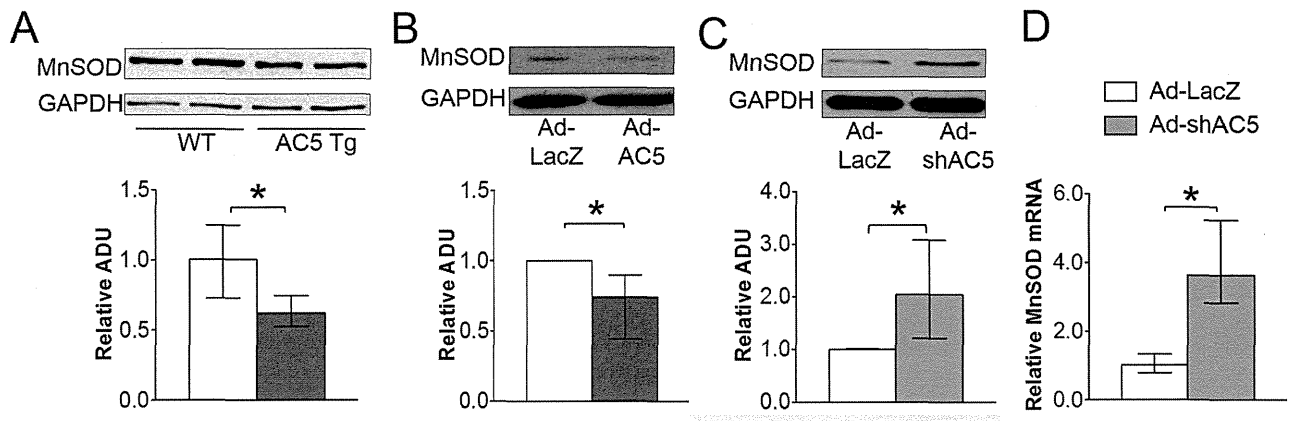 A
MnSOD
GAPDH
WT AC5 Tg
Relative ADU
1.5
*
1.0
0.5
0.0
B
MnSOD
GAPDH
Ad-LacZ Ad-AC5
Relative ADU
1.5
*
1.0
0.5
0.0
C
MnSOD
GAPDH
Ad-LacZ Ad-shAC5
Relative ADU
4.0
*
3.0
2.0
1.0
0.0
D
Ad-LacZ
Ad-shAC5
Relative MnSOD mRNA
6.0
*
4.0
2.0
0.0